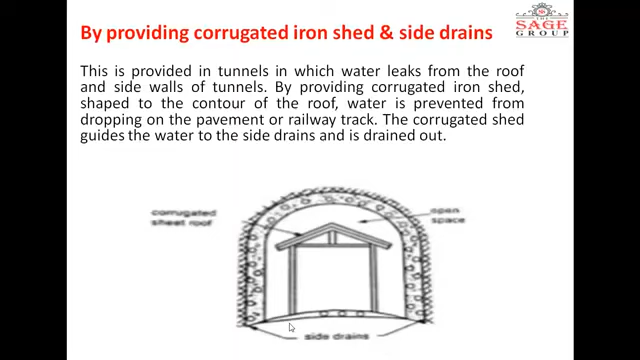 By providing corrugated iron shed & side drains
THE
SAGE
GROUP
This is provided in tunnels in which water leaks from the roof
and side walls of tunnels. By providing corrugated iron shed,
shaped to the contour of the roof, water is prevented from
dropping on the pavement or railway track. The corrugated shed
guides the water to the side drains and is drained out.
corrugated
sheet roof
open
space
side drains